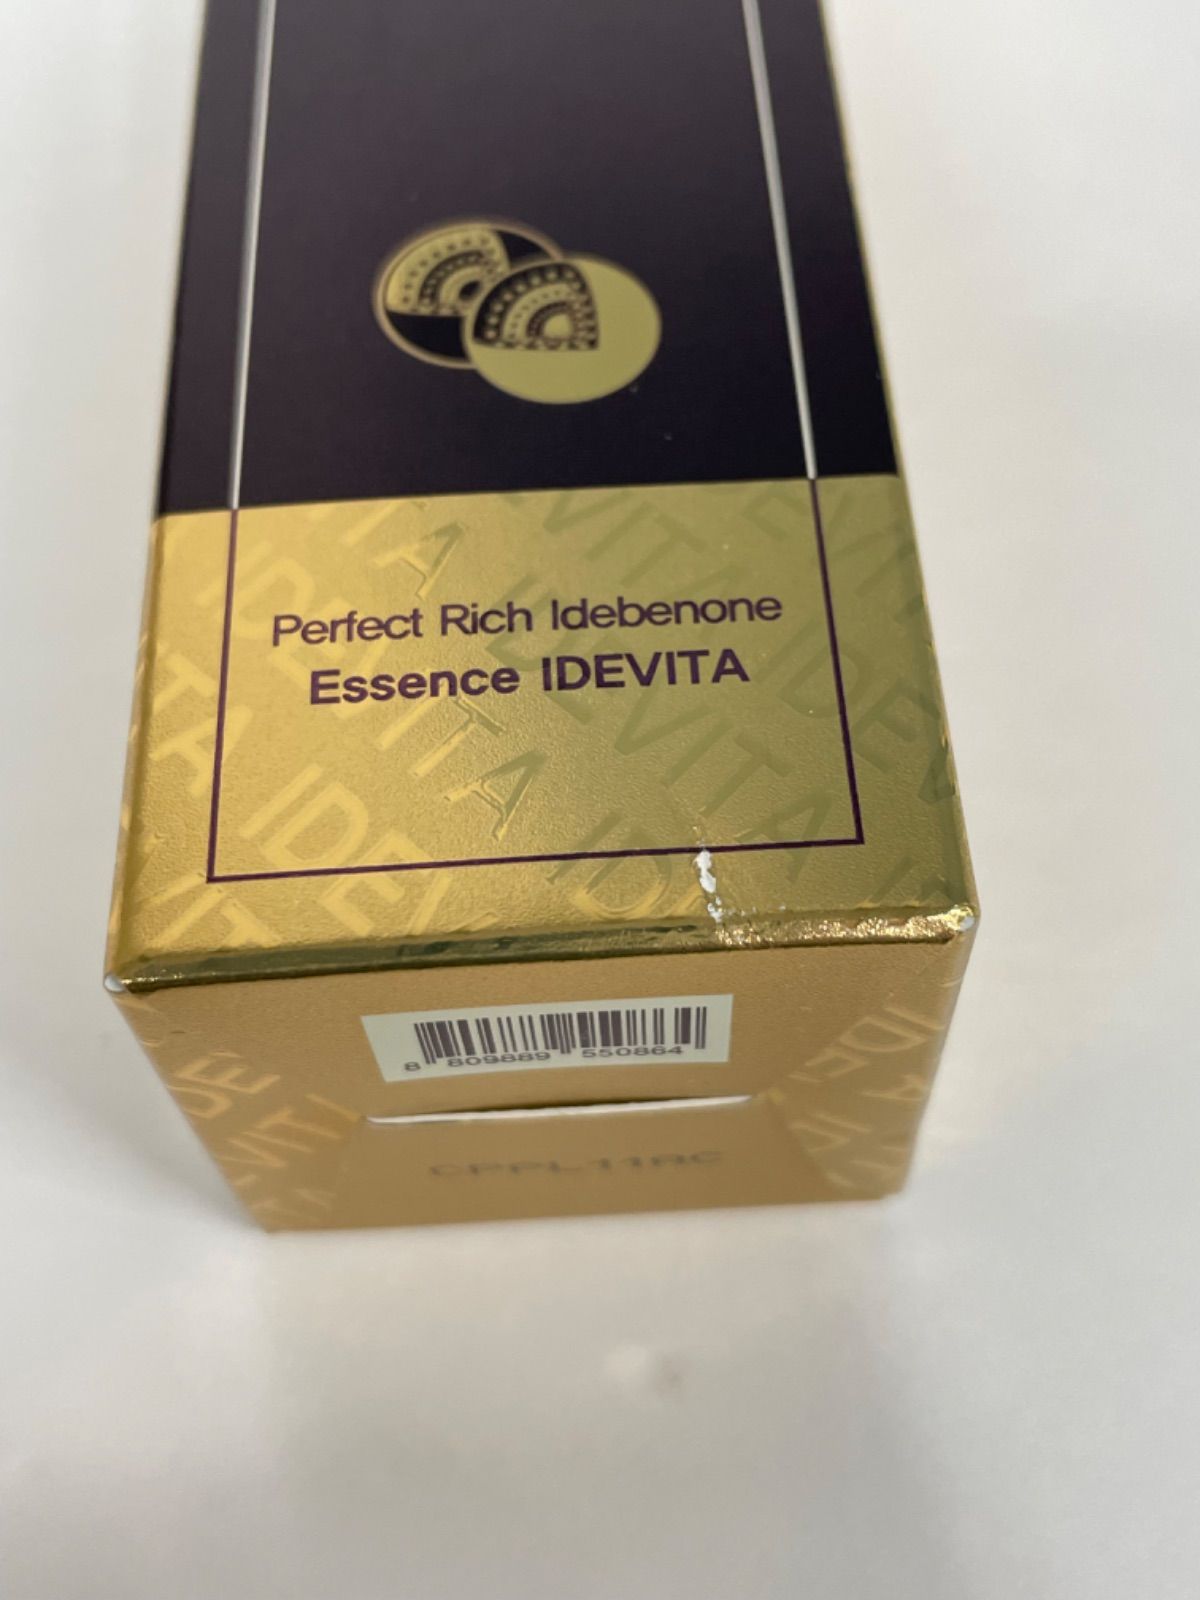 Perfect Rich Idebenone
Essence IDEVITA
8 809889 550864